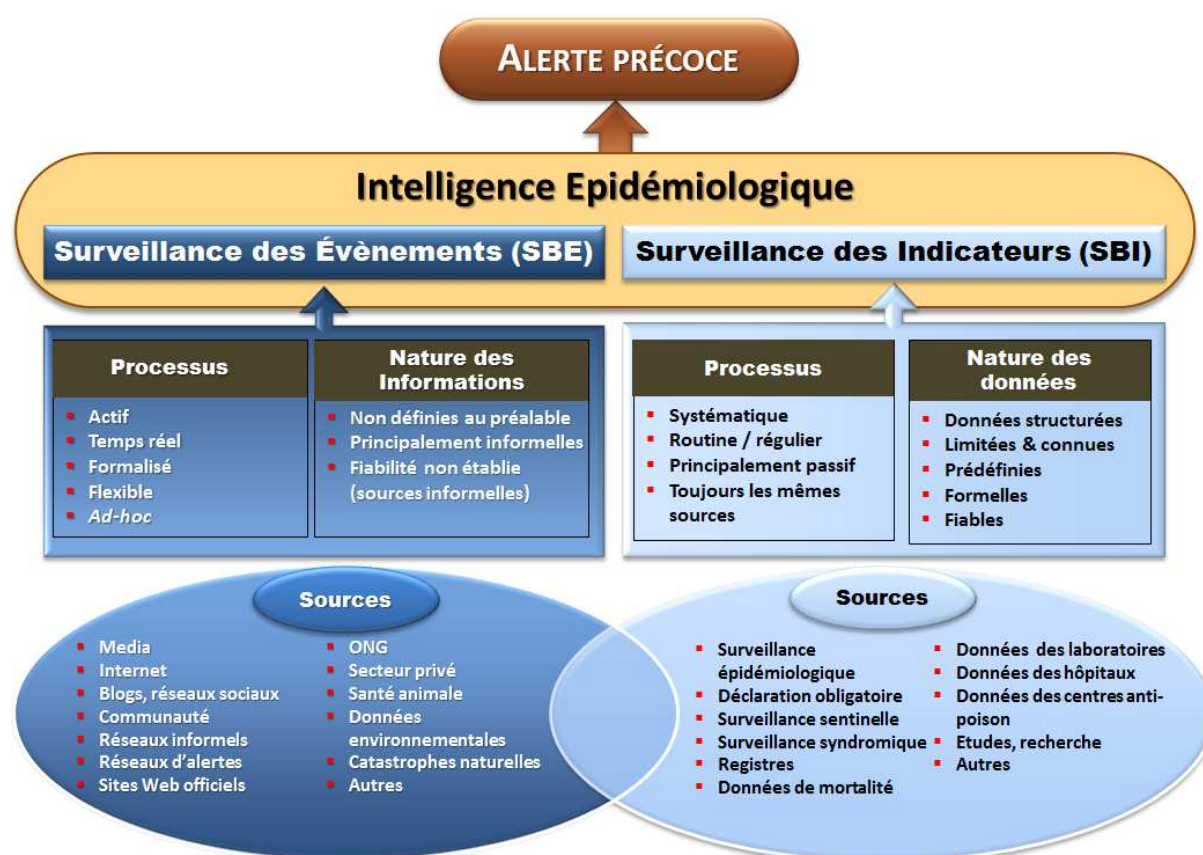 ALERTE PRÉCOCE
Intelligence Epidémiologique
Surveillance des Évènements (SBE)
Surveillance des Indicateurs (SBI)
Processus
Actif
Temps réel
Formalisé
Flexible
Ad-hoc
Nature des
Informations
Non définies au préalable
Principalement informelles
Fiabilité non établie
(sources informelles)
Processus
Systématique
Routine / régulier
Principalement passif
Toujours les mêmes
sources
Nature des
données
Données structurées
Limitées & connues
Prédéfinies
Formelles
Fiables
Sources
Media
Internet
Blogs, réseaux sociaux
Communauté
Réseaux informels
Réseaux d'alertes
Sites Web officiels
ONG
Secteur privé
Santé animale
Données
environnementales
Catastrophes naturelles
Autres
Sources
Surveillance
épidémiologique
Déclaration obligatoire
Surveillance sentinelle
Surveillance syndromique
Registres
Données de mortalité
Données des laboratoires
Données des hôpitaux
Données des centres anti-
poison
Etudes, recherche
Autres